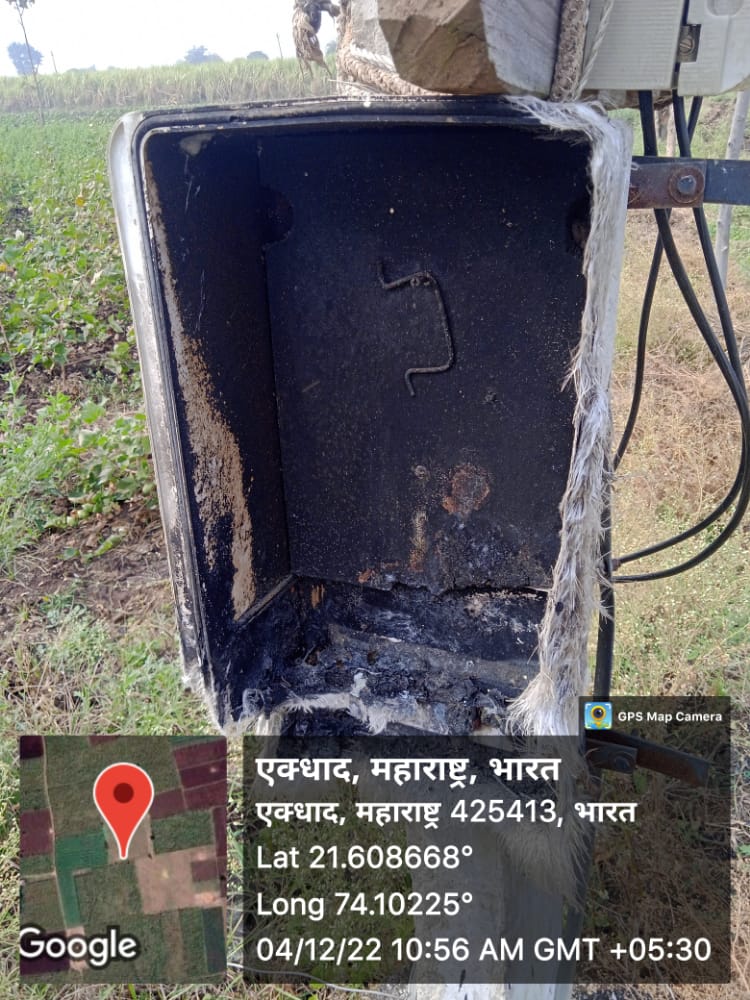 GPS Map Camera
एक्धाद, महाराष्ट्र, भारत
एक्धाद, महाराष्ट्र 425413, भारत
Lat 21.608668°
Long 74.10225°
04/12/22 10:56 AM GMT +05:30
Google